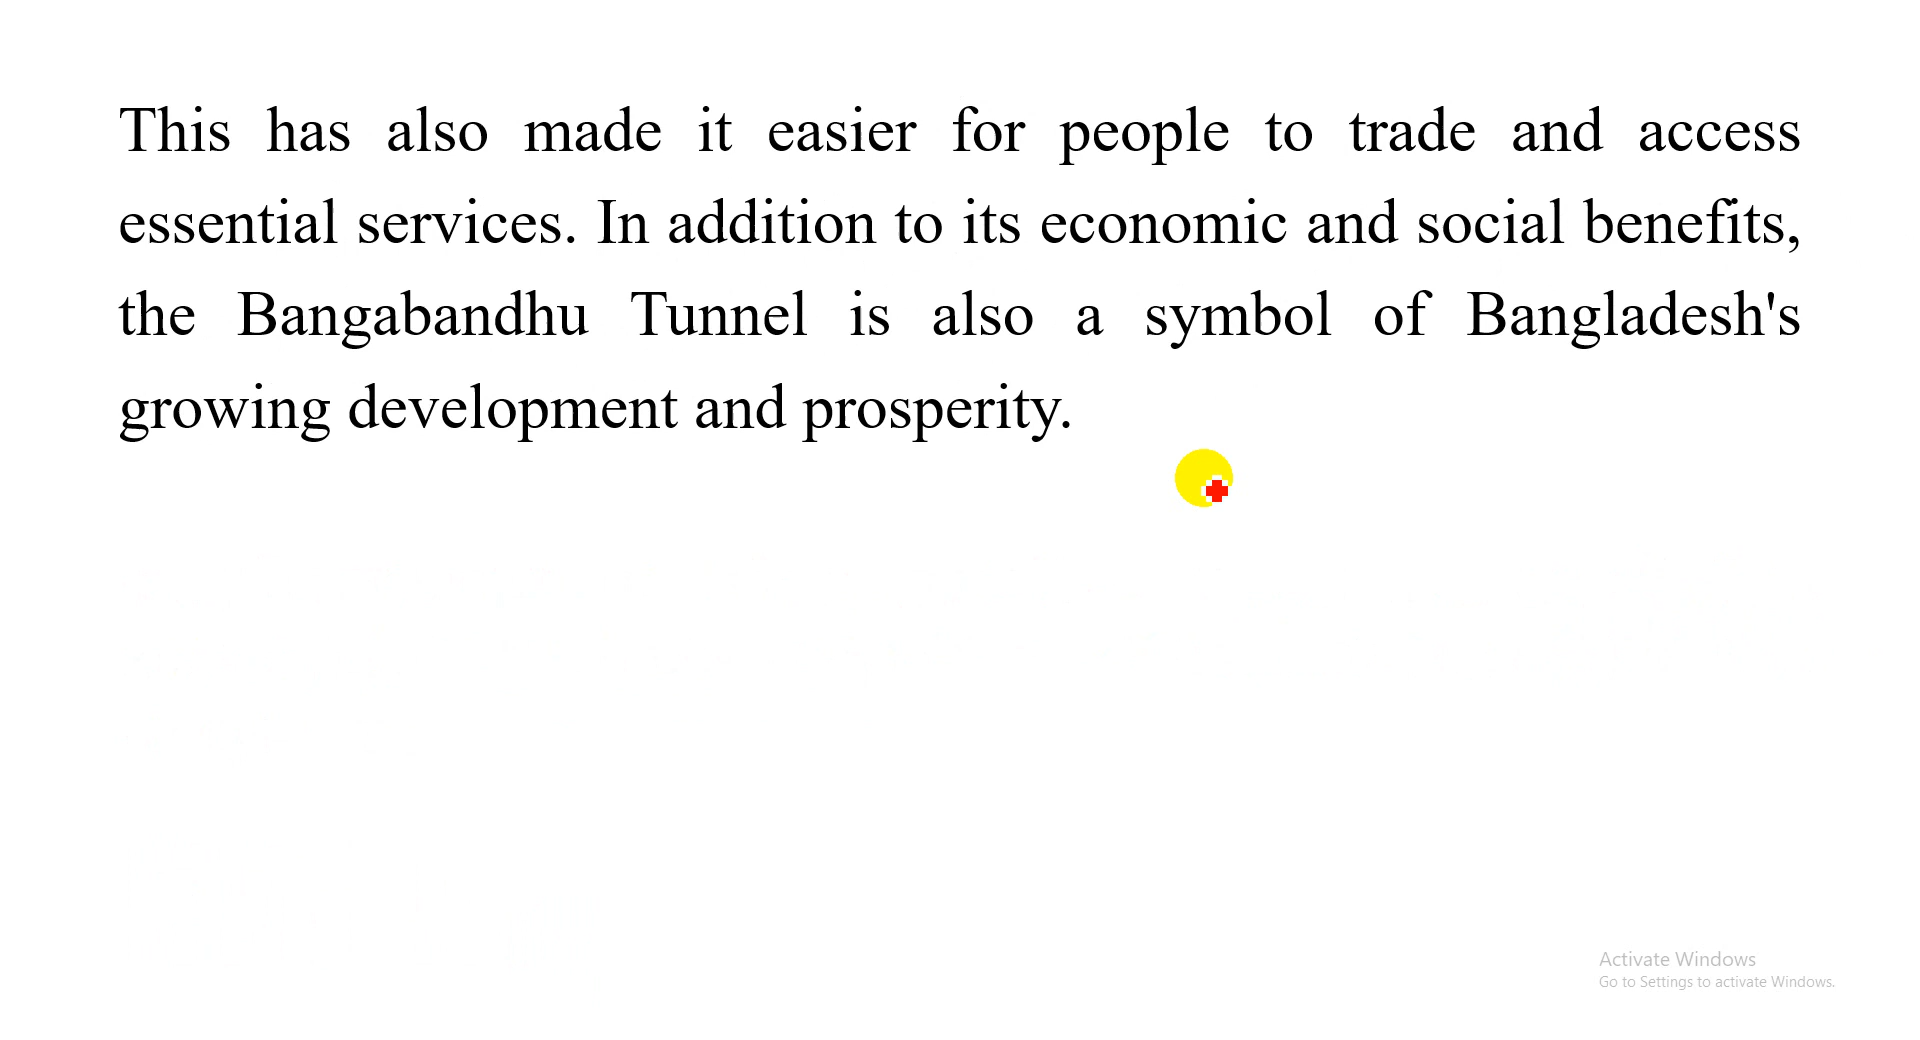 This has also made it easier for people to trade and access
essential services. In addition to its economic and social benefits,
the Bangabandhu Tunnel is also a symbol of Bangladesh's
growing development and prosperity.
Activate Windows
Go to Settings to activate Windows.